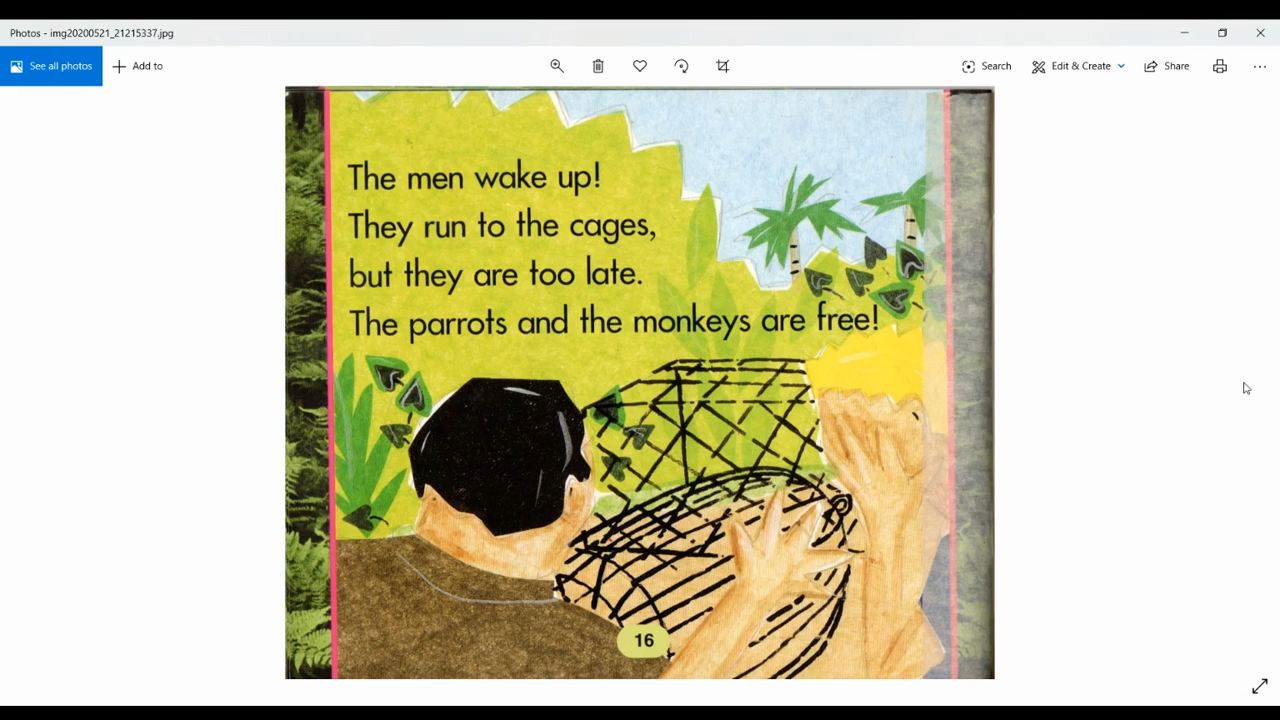 Photos - img20200521_21215337.jpg
See all photos
Add to
Search
Edit & Create
Share
The men wake up!
They run to the cages,
but they are too late.
The parrots and the monkeys are free!
16